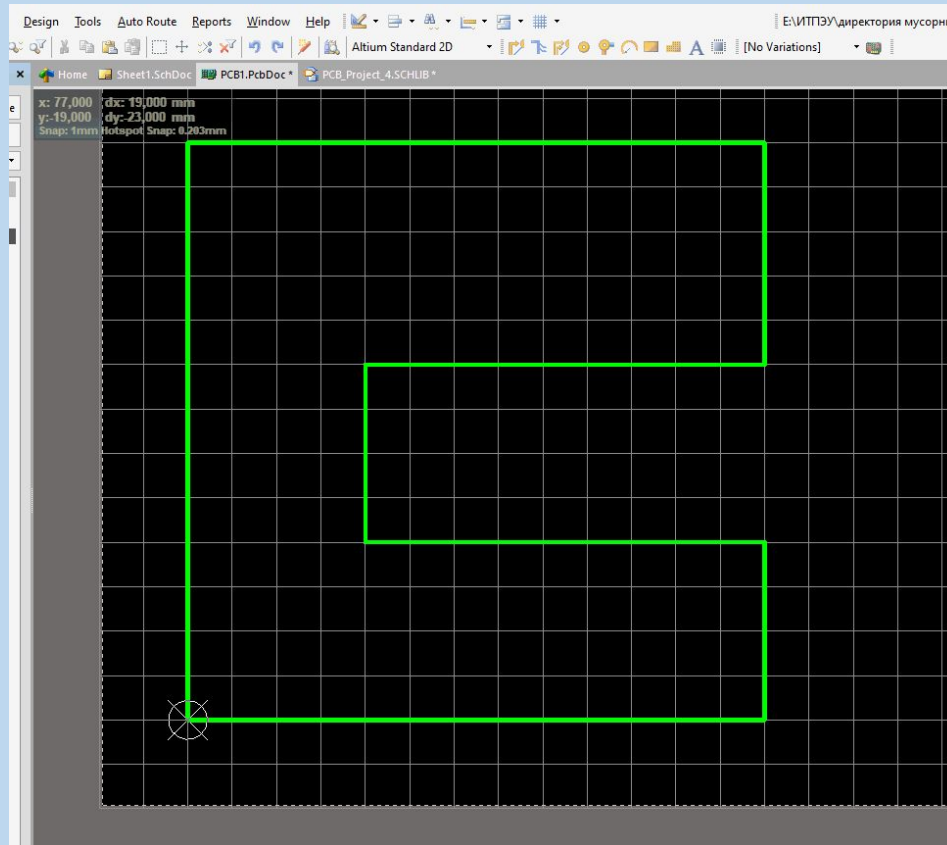 Design Tools Auto Route Reports Window Help E:\ИТПЭУ\директория мусорн
Altium Standard 2D [No Variations]
Home Sheet1.SchDoc PCB1.PcbDoc * PCB_Project_4.SCHLIB *
x: 77,000 dx: 19,000 mm
y:-19,000 dy:-23,000 mm
Snap: 1mm Hotspot Snap: 0.203mm